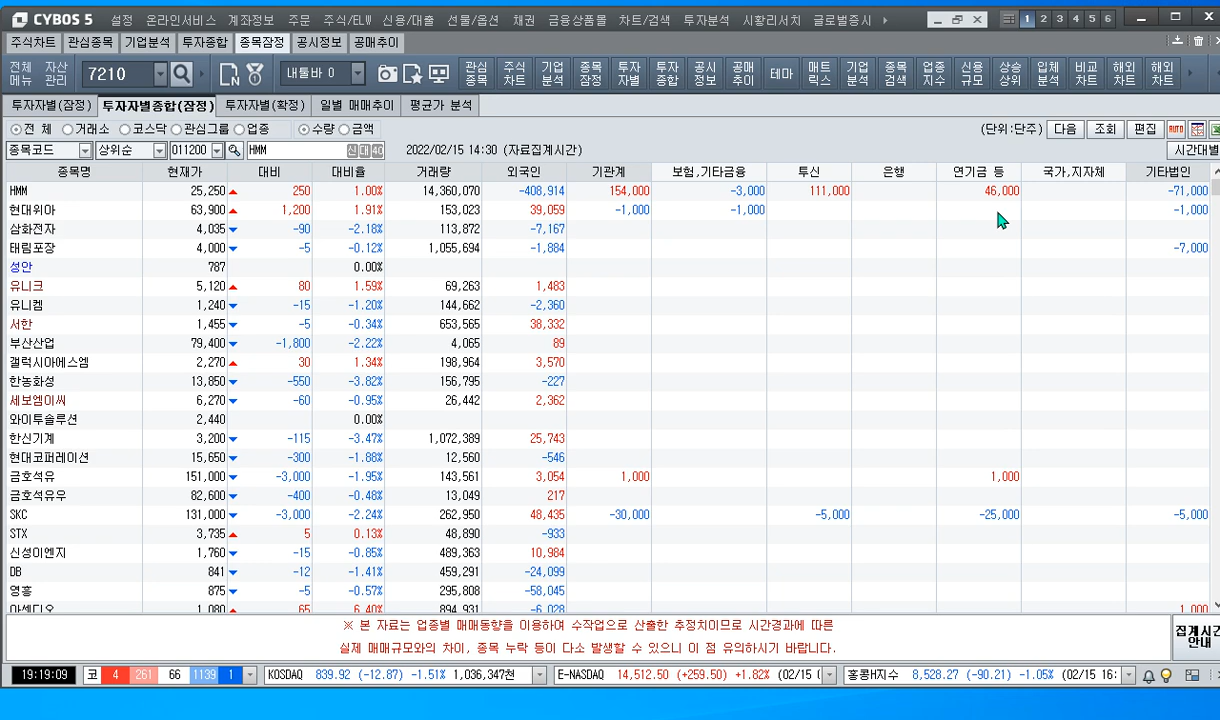 CYBOS 5 설정 온라인서비스 계좌정보 주문 주식/ELW 신용/대출 선물/옵션 채권 금융상품몰 차트/검색 투자분석 시황리서치 글로벌증시 1 2 3 4 5 6
주식차트 관심종목 기업분석 투자종합 종목잠정 공시정보 공매추이
전체메뉴 자산관리 7210 내툴바 0 관심종목 주식차트 기업분석 종목잠정 투자자별 투자종합 공시정보 공매추이 테마 매트릭스 기업분석 종목검색 업종지수 신용규모 상승상위 입체분석 비교차트 해외차트 해외차트
투자자별(잠정) 투자자별종합(잠정) 투자자별(확정) 일별 매매추이 평균가 분석
전 체 거래소 코스닥 관심그룹 업종 수량 금액 (단위:단주) 다음 조회 편집 AUTO
종목코드 상위순 011200 HMM 신 대 40 2022/02/15 14:30 (자료집계시간) 시간대별
종목명 현재가 대비 대비율 거래량 외국인 기관계 보험,기타금융 투신 은행 연기금 등 국가,지자체 기타법인
HMM 25,250 250 1.00% 14,360,070 -408,914 154,000 -3,000 111,000 46,000 -71,000
현대위아 63,900 1,200 1.91% 153,023 39,059 -1,000 -1,000 -1,000
삼화전자 4,035 -90 -2.18% 113,872 -7,167
태림포장 4,000 -5 -0.12% 1,055,694 -1,884 -7,000
성안 787 0.00%
유니크 5,120 80 1.59% 69,263 1,483
유니켐 1,240 -15 -1.20% 144,662 -2,360
서한 1,455 -5 -0.34% 653,565 38,332
부산산업 79,400 -1,800 -2.22% 4,065 89
갤럭시아에스엠 2,270 30 1.34% 198,964 3,570
한농화성 13,850 -550 -3.82% 156,795 -227
세보엠이씨 6,270 -60 -0.95% 26,442 2,362
와이투솔루션 2,440 0.00%
한신기계 3,200 -115 -3.47% 1,072,389 25,743
현대코퍼레이션 15,650 -300 -1.88% 12,560 -546
금호석유 151,000 -3,000 -1.95% 143,561 3,054 1,000 1,000
금호석유우 82,600 -400 -0.48% 13,049 217
SKC 131,000 -3,000 -2.24% 262,950 48,435 -30,000 -5,000 -25,000 -5,000
STX 3,735 5 0.13% 48,890 -933
신성이엔지 1,760 -15 -0.85% 489,363 10,984
DB 841 -12 -1.41% 459,291 -24,099
영흥 875 -5 -0.57% 295,808 -58,045
아센디오 1,080 65 6.40% 894,931 -6,028 1,000
※ 본 자료는 업종별 매매동향을 이용하여 수작업으로 산출한 추정치이므로 시간경과에 따른
실제 매매규모와의 차이, 종목 누락 등이 다소 발생할 수 있으니 이 점 유의하시기 바랍니다.
집계시간
안내
19:19:09 코 4 261 66 1139 1 KOSDAQ 839.92 (-12.87) -1.51% 1,036,347천 E-NASDAQ 14,512.50 (+259.50) +1.82% (02/15 홍콩H지수 8,528.27 (-90.21) -1.05% (02/15 16: